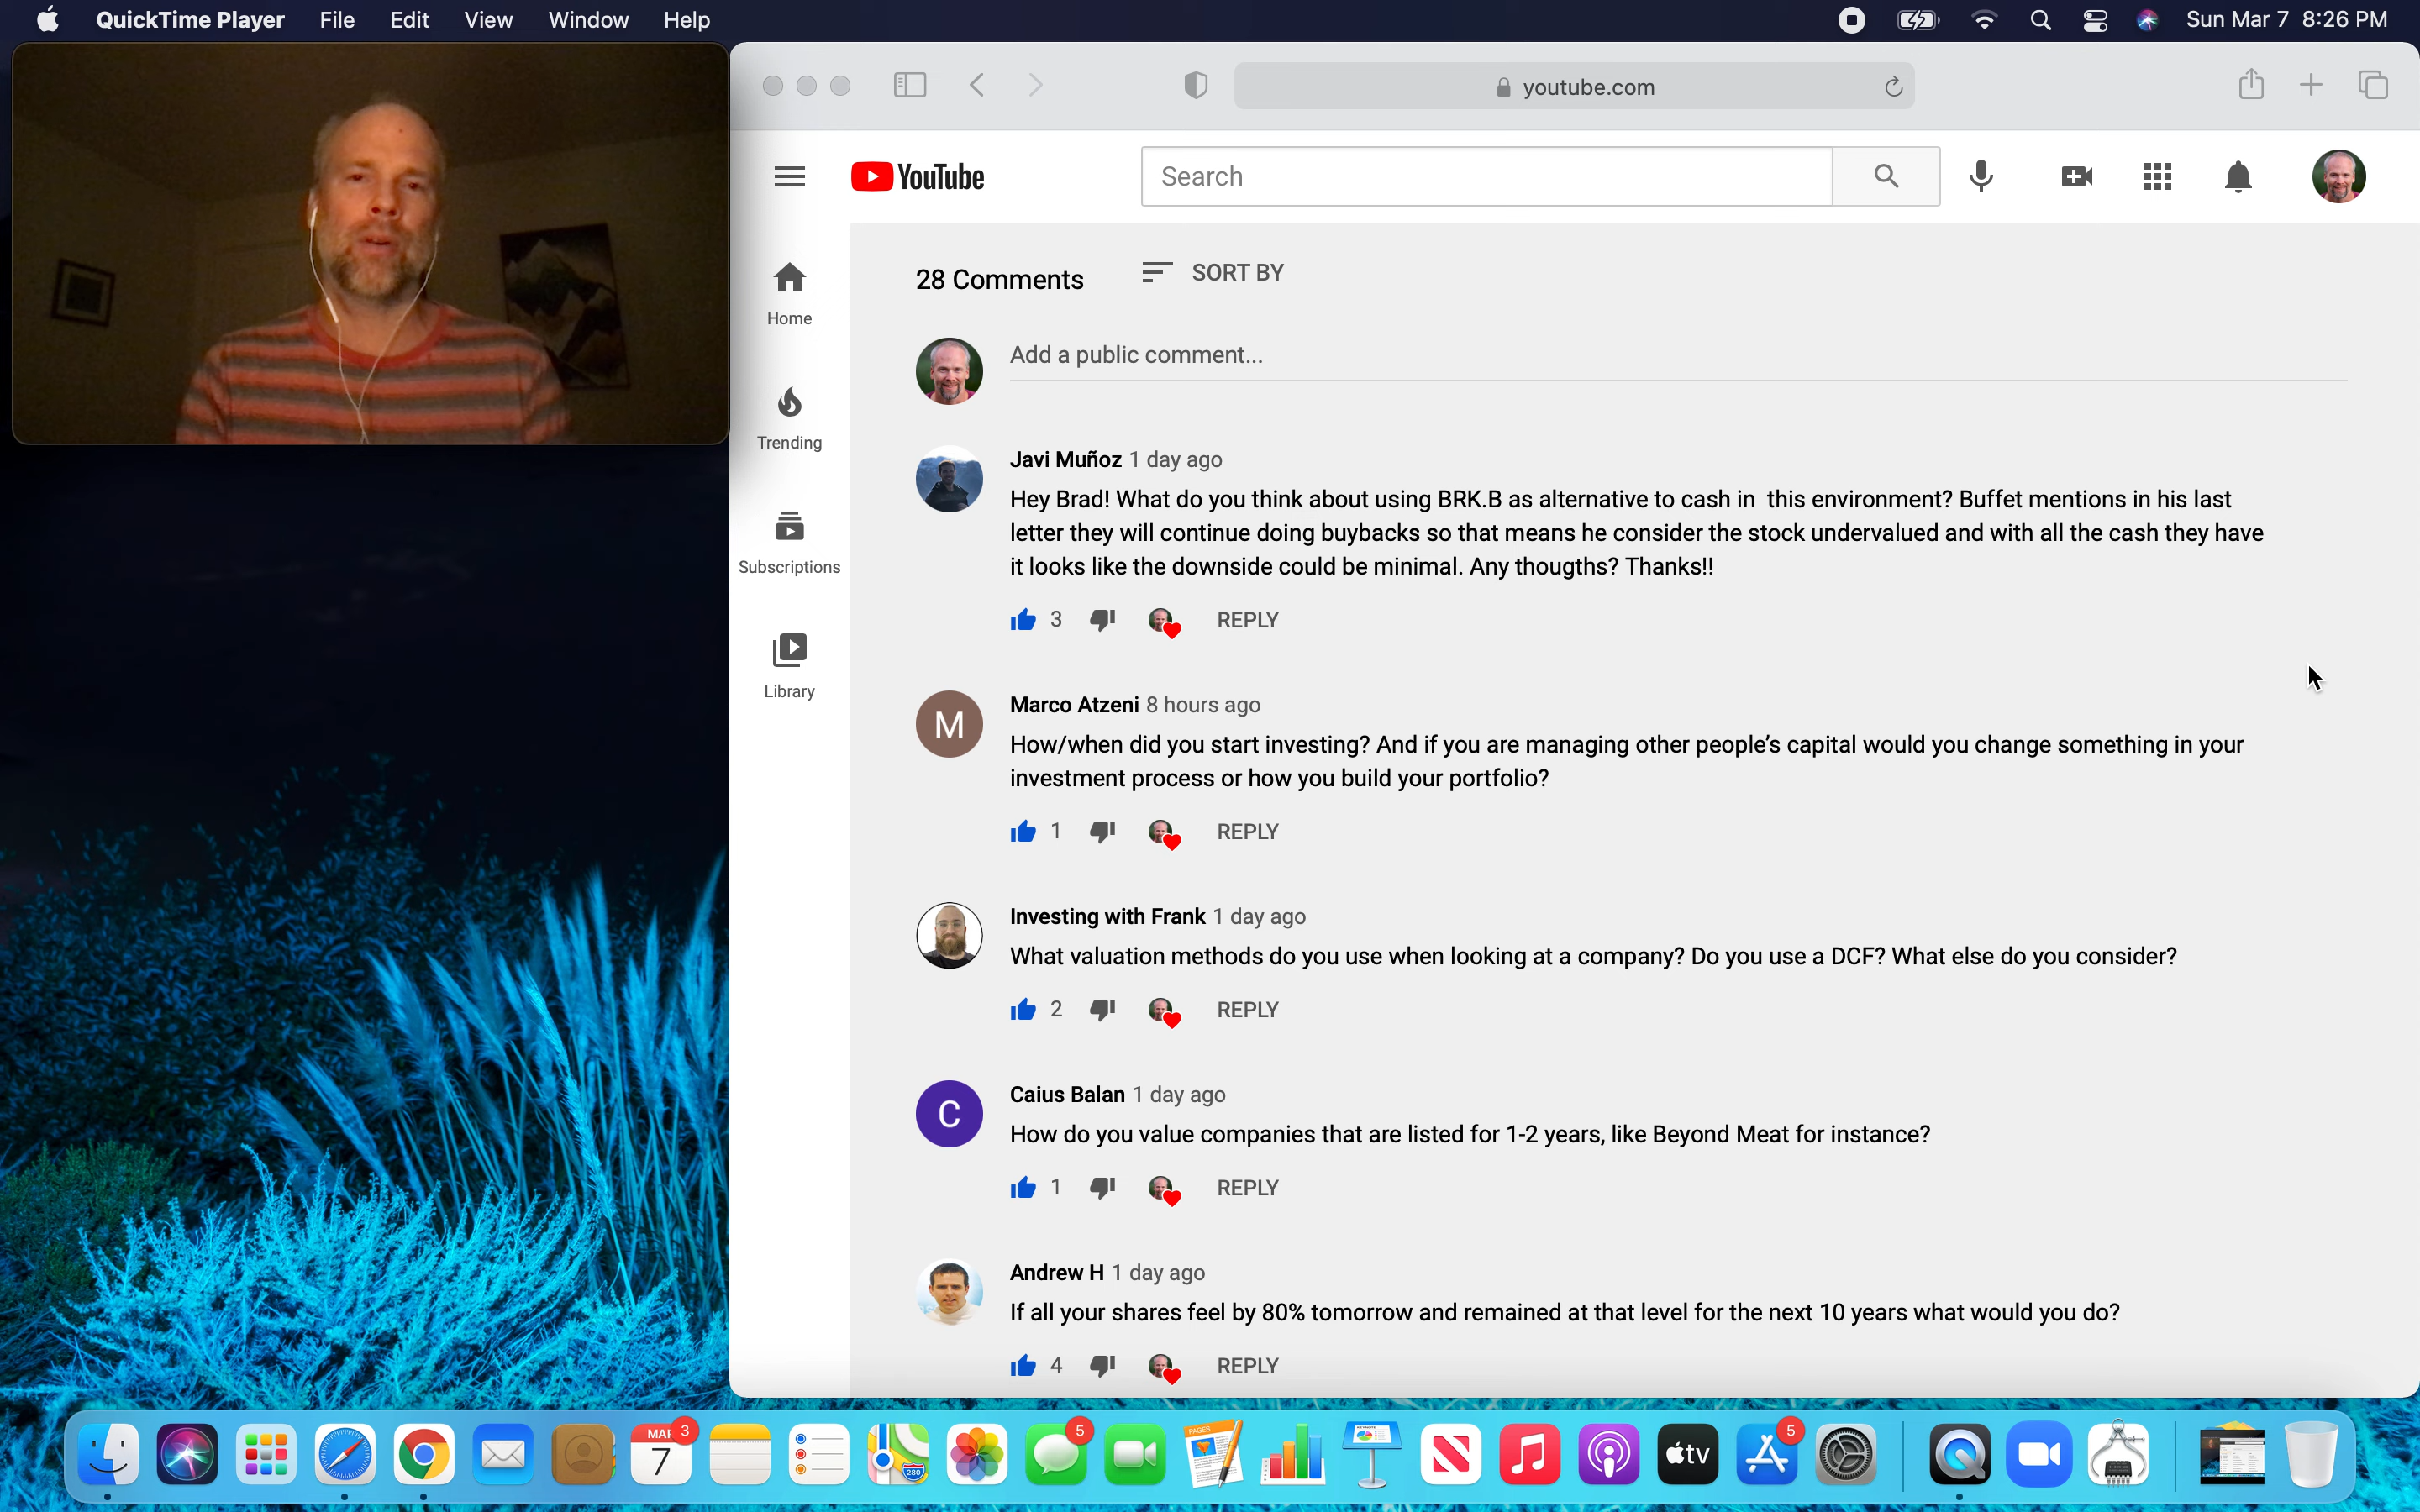 QuickTime Player File Edit View Window Help Sun Mar 7 8:26 PM
youtube.com
YouTube
Search
Home
Trending
Subscriptions
Library
28 Comments SORT BY
Add a public comment...
Javi Muñoz 1 day ago
Hey Brad! What do you think about using BRK.B as alternative to cash in this environment? Buffet mentions in his last
letter they will continue doing buybacks so that means he consider the stock undervalued and with all the cash they have
it looks like the downside could be minimal. Any thougths? Thanks!!
3 REPLY
M
Marco Atzeni 8 hours ago
How/when did you start investing? And if you are managing other people’s capital would you change something in your
investment process or how you build your portfolio?
1 REPLY
Investing with Frank 1 day ago
What valuation methods do you use when looking at a company? Do you use a DCF? What else do you consider?
2 REPLY
C
Caius Balan 1 day ago
How do you value companies that are listed for 1-2 years, like Beyond Meat for instance?
1 REPLY
Andrew H 1 day ago
If all your shares feel by 80% tomorrow and remained at that level for the next 10 years what would you do?
4 REPLY
MAR 7 3
280
5
PAGES
tv
5